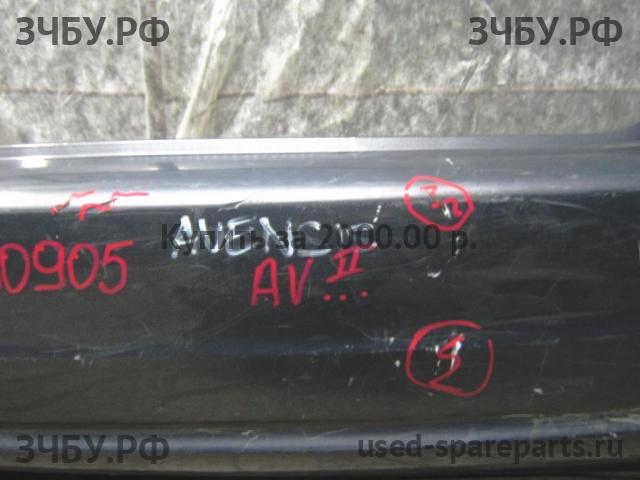 ЗЧБУ.РФ ЗЧБУ.РФ
AVENSIS
Купить за 2000.00 р.
0905
AV II ...
ЗЧБУ.РФ used-spareparts.ru